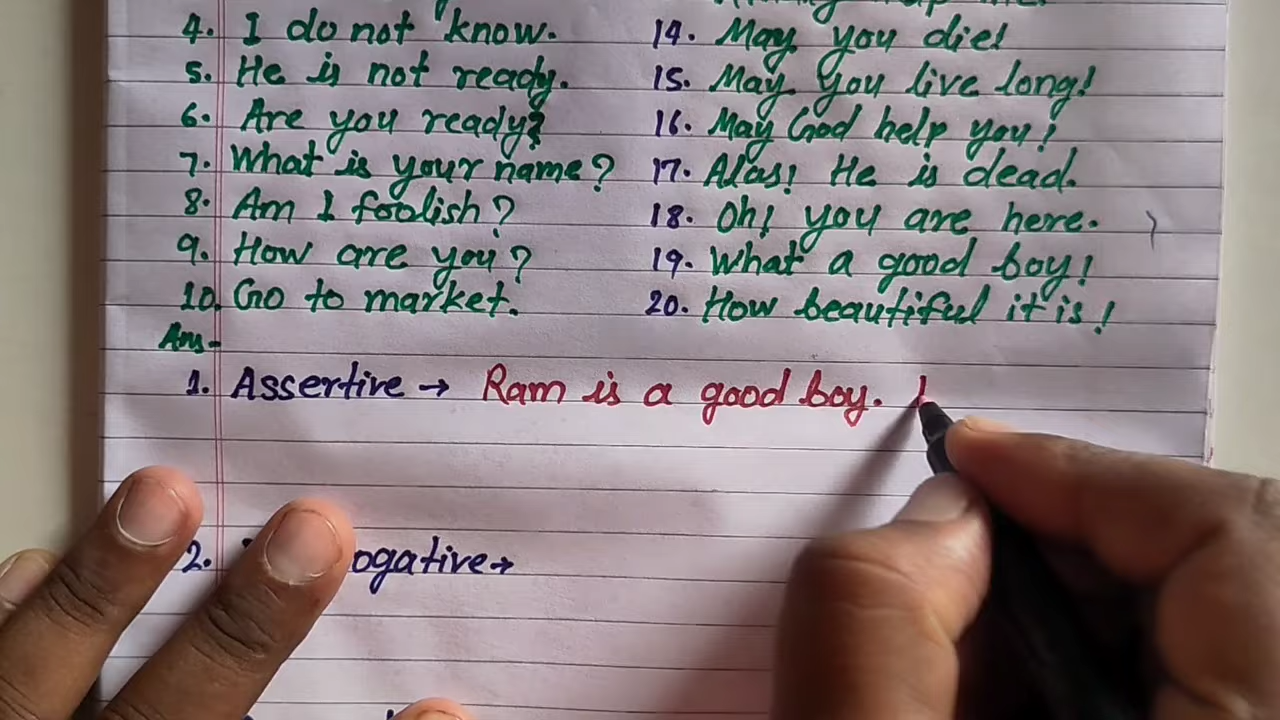 4. I do not know.
5. He is not ready.
6. Are you ready?
7. What is your name?
8. Am I foolish?
9. How are you?
10. Go to market.
14. May you die!
15. May you live long!
16. May God help you!
17. Alas! He is dead.
18. Oh! you are here.
19. What a good boy!
20. How beautiful it is!
Ans-
1. Assertive → Ram is a good boy.
2. ogative →